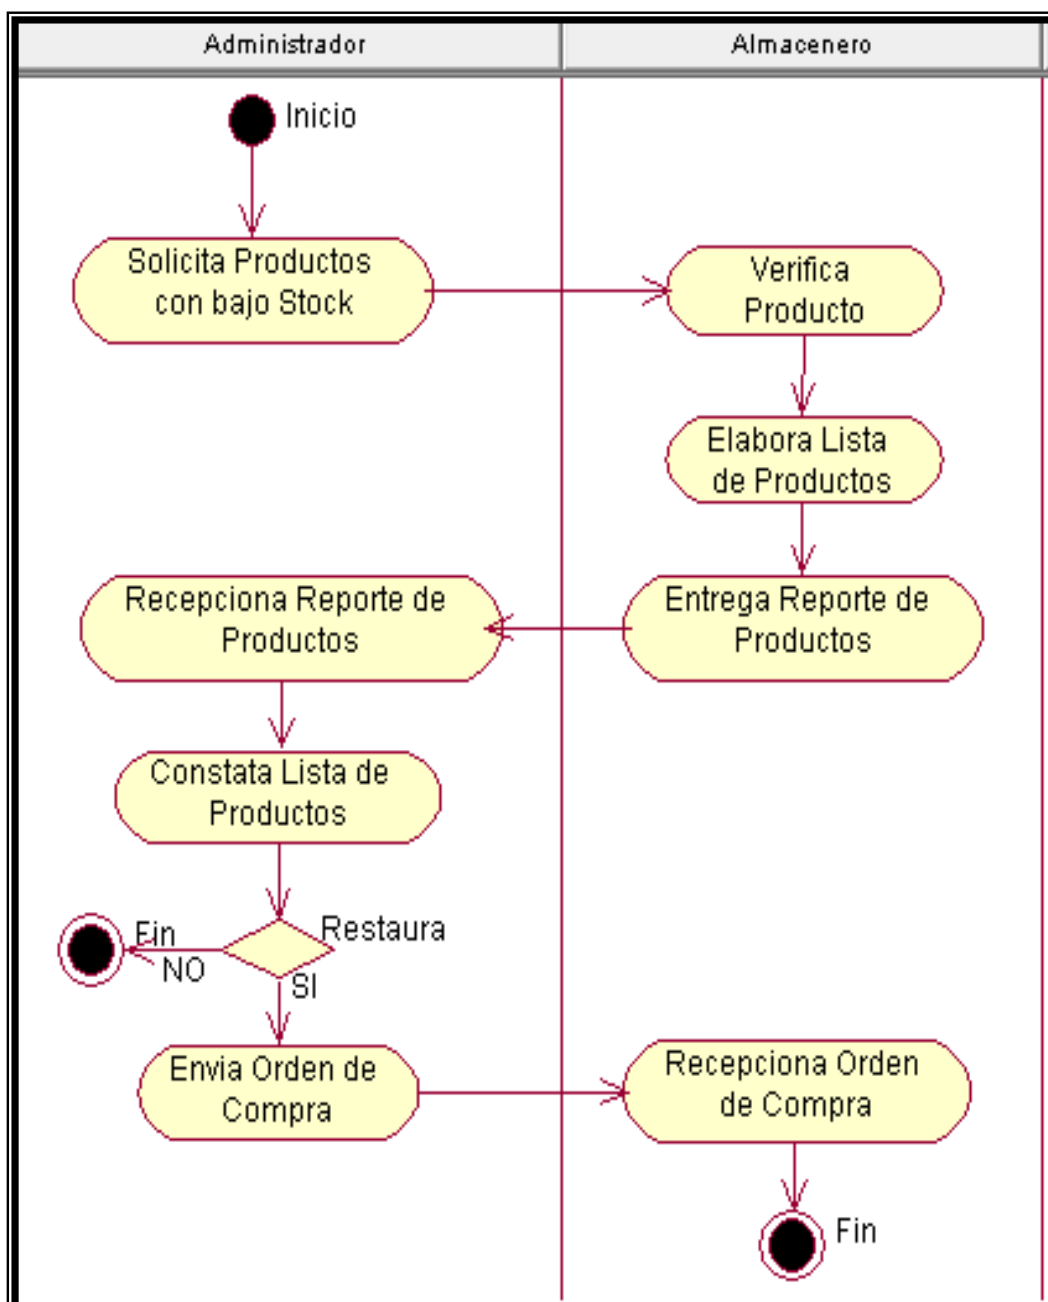 Administrador
Almacenero
Inicio
Solicita Productos
con bajo Stock
Verifica
Producto
Elabora Lista
de Productos
Recepciona Reporte de
Productos
Entrega Reporte de
Productos
Constata Lista de
Productos
Restaura
Fin
NO
SI
Envia Orden de
Compra
Recepciona Orden
de Compra
Fin